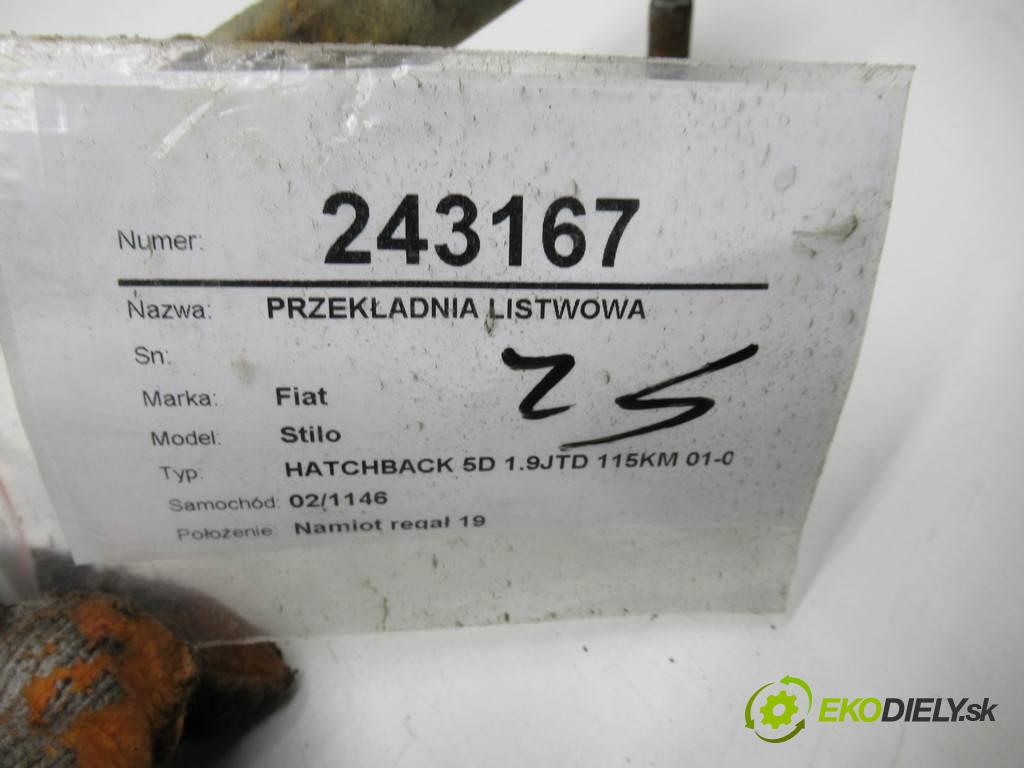 Numer: 243167
Nazwa: PRZEKŁADNIA LISTWOWA
Sn:
Marka: Fiat
Model: Stilo
Typ: HATCHBACK 5D 1.9JTD 115KM 01-0
Samochód: 02/1146
Położenie: Namiot regał 19
EKODIELY.sk